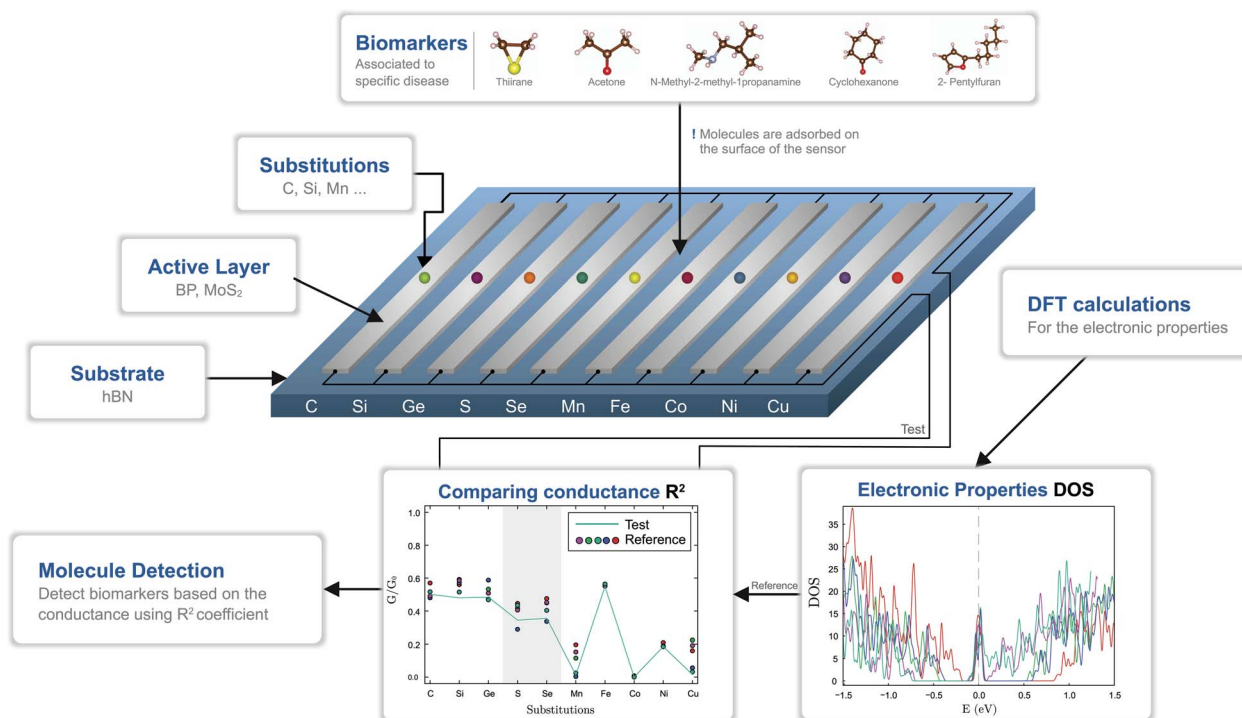 Biomarkers
Associated to
specific disease
Thiirane
Acetone
N-Methyl-2-methyl-1propanamine
Cyclohexanone
2- Pentylfuran
! Molecules are adsorbed on
the surface of the sensor
Substitutions
C, Si, Mn ...
Active Layer
BP, MoS₂
Substrate
hBN
DFT calculations
For the electronic properties
C Si Ge S Se Mn Fe Co Ni Cu
Test
Comparing conductance R²
1.0
0.8
0.6
0.4
0.2
0.0
G/G₀
Test
Reference
C Si Ge S Se Mn Fe Co Ni Cu
Substitutions
Molecule Detection
Detect biomarkers based on the
conductance using R² coefficient
Reference
Electronic Properties DOS
35
30
25
20
15
10
5
0
DOS
-1.5 -1.0 -0.5 0.0 0.5 1.0 1.5
E (eV)